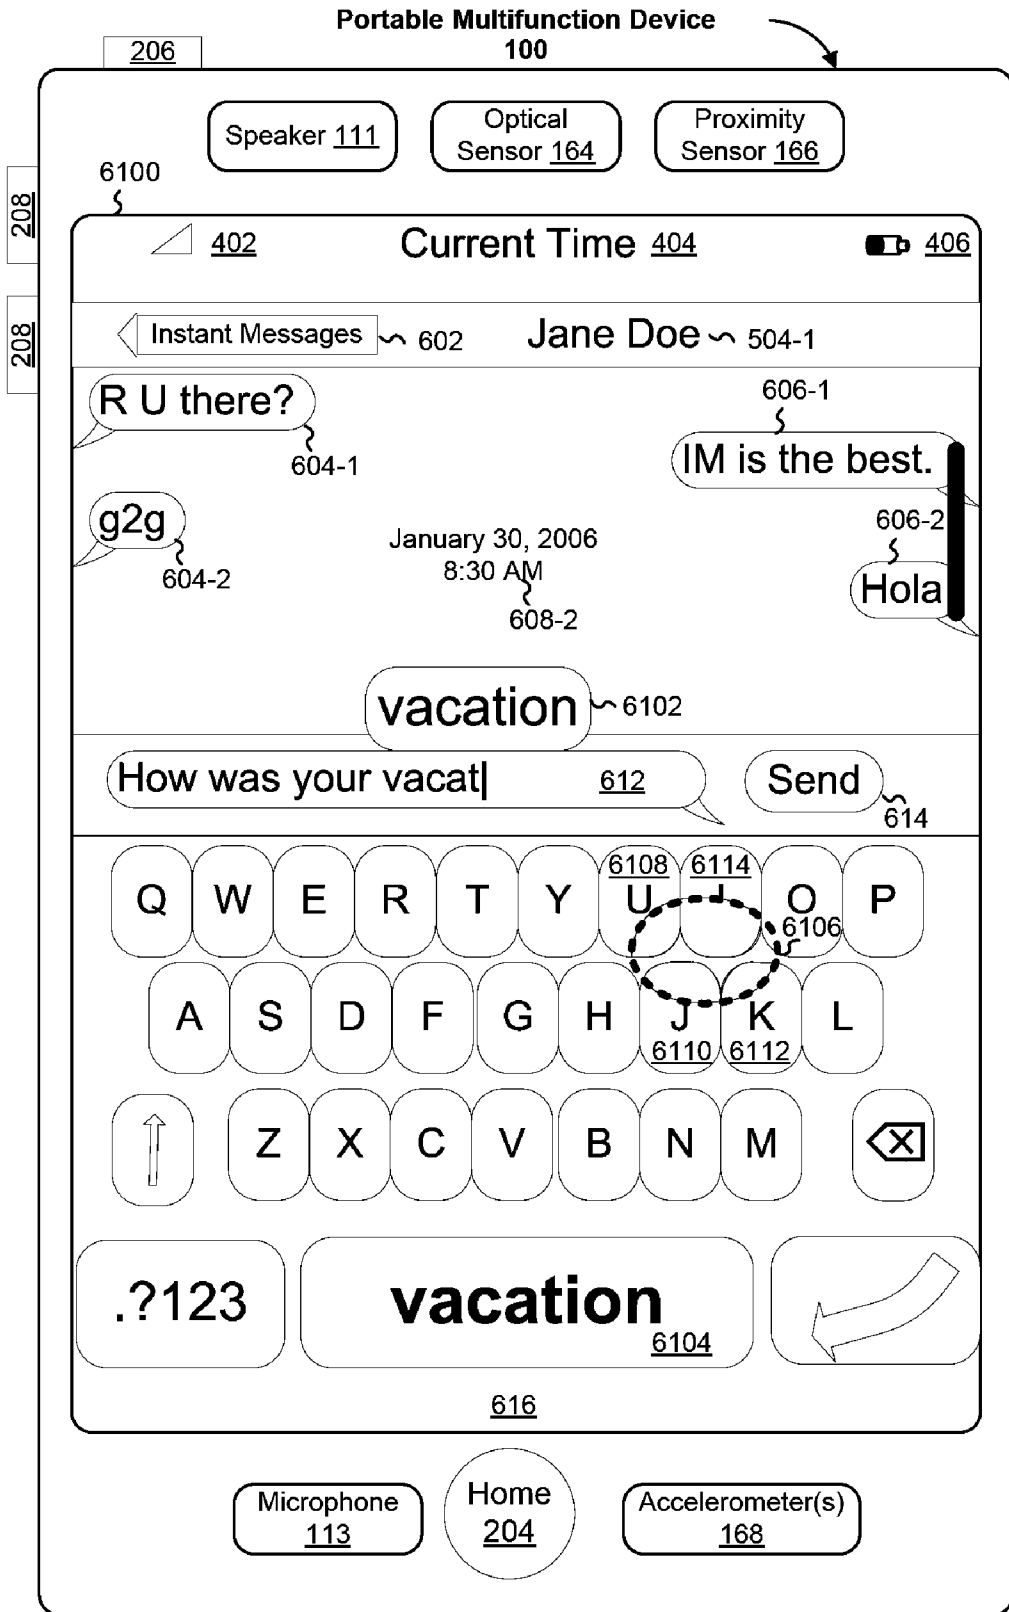 Portable Multifunction Device
100
206
Speaker 111
Optical
Sensor 164
Proximity
Sensor 166
208
6100
402
Current Time 404
406
208
Instant Messages
602
Jane Doe
504-1
R U there?
604-1
606-1
IM is the best.
g2g
604-2
January 30, 2006
8:30 AM
608-2
606-2
Hola
vacation
6102
How was your vacat
612
Send
614
6108
6114
Q W E R T Y U I O P
6106
A S D F G H J K L
6110
6112
Z X C V B N M
.?123
vacation
6104
616
Microphone
113
Home
204
Accelerometer(s)
168